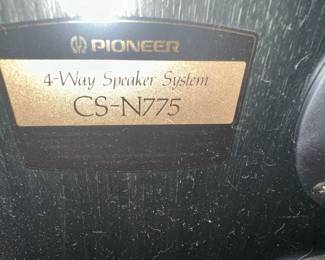 PIONEER
4-Way Speaker System
CS-N775